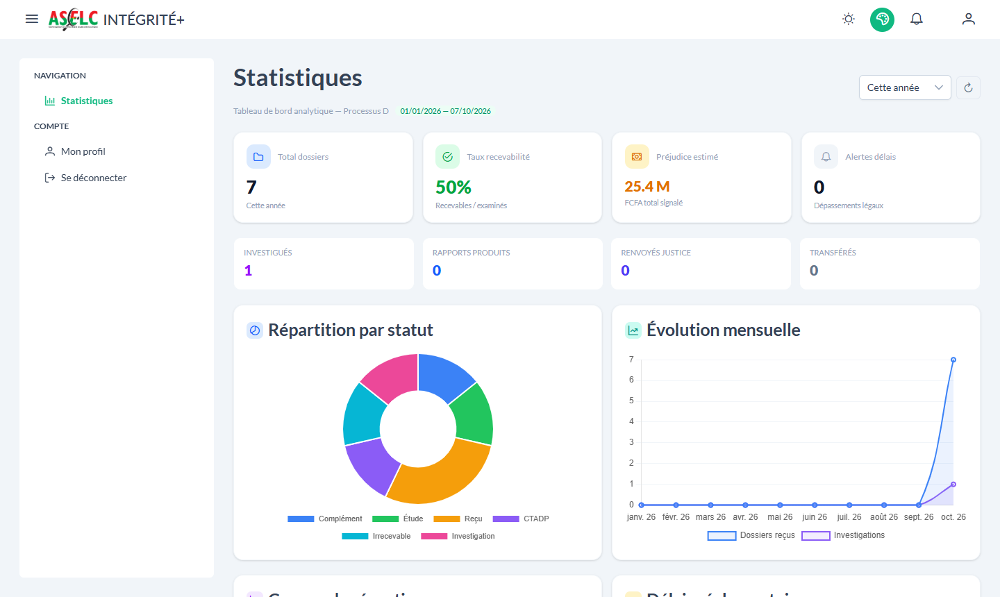 ASELC INTÉGRITÉ+
NAVIGATION
Statistiques
COMPTE
Mon profil
Se déconnecter
Statistiques
Tableau de bord analytique — Processus D 01/01/2026 — 07/10/2026
Cette année
Total dossiers
7
Cette année
Taux recevabilité
50%
Recevables / examinés
Préjudice estimé
25.4 M
FCFA total signalé
Alertes délais
0
Dépassements légaux
INVESTIGUÉS
1
RAPPORTS PRODUITS
0
RENVOYÉS JUSTICE
0
TRANSFÉRÉS
0
Répartition par statut
Complément Étude Reçu CTADP
Irrecevable Investigation
Évolution mensuelle
7
6
5
4
3
2
1
0
janv. 26 févr. 26 mars 26 avr. 26 mai 26 juin 26 juil. 26 août 26 sept. 26 oct. 26
Dossiers reçus Investigations